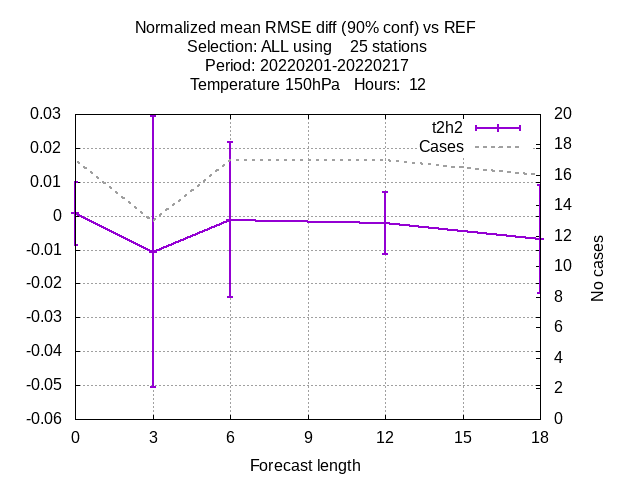 Normalized mean RMSE diff (90% conf) vs REF
Selection: ALL using    25 stations
Period: 20220201-20220217
Temperature 150hPa   Hours:  12
0.03
0.02
0.01
0
-0.01
-0.02
-0.03
-0.04
-0.05
-0.06
t2h2
Cases
20
18
16
14
12
10
8
6
4
2
0
No cases
0 3 6 9 12 15 18
Forecast length